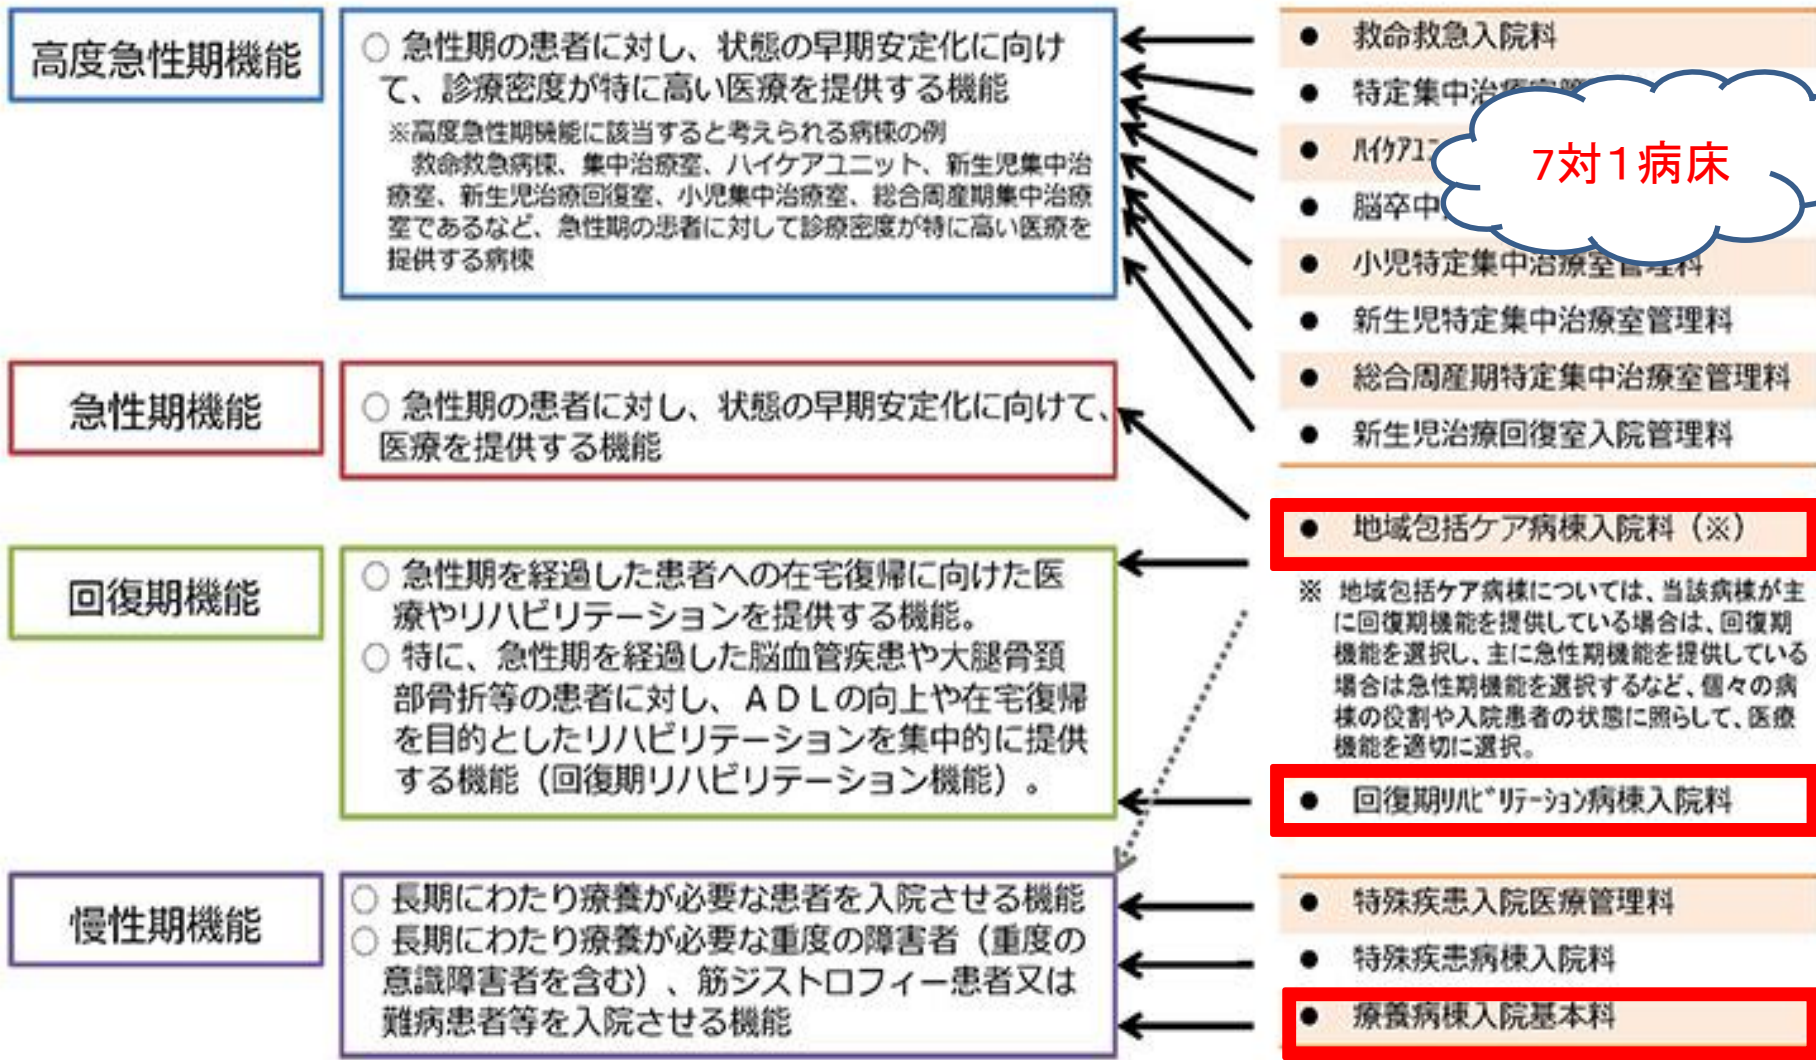 高度急性期機能
○ 急性期の患者に対し、状態の早期安定化に向け
て、診療密度が特に高い医療を提供する機能
※高度急性期機能に該当すると考えられる病棟の例
救命救急病棟、集中治療室、ハイケアユニット、新生児集中治
療室、新生児治療回復室、小児集中治療室、総合周産期集中治療
室であるなど、急性期の患者に対して診療密度が特に高い医療を
提供する病棟
急性期機能
○ 急性期の患者に対し、状態の早期安定化に向けて、
医療を提供する機能
回復期機能
○ 急性期を経過した患者への在宅復帰に向けた医
療やリハビリテーションを提供する機能。
○ 特に、急性期を経過した脳血管疾患や大腿骨頚
部骨折等の患者に対し、ＡＤＬの向上や在宅復帰
を目的としたリハビリテーションを集中的に提供
する機能（回復期リハビリテーション機能）。
慢性期機能
○ 長期にわたり療養が必要な患者を入院させる機能
○ 長期にわたり療養が必要な重度の障害者（重度の
意識障害者を含む）、筋ジストロフィー患者又は
難病患者等を入院させる機能
● 救命救急入院料
● 特定集中治療室
● ﾊｲｹｱﾕ
● 脳卒中
7対１病床
● 小児特定集中治療室管理料
● 新生児特定集中治療室管理料
● 総合周産期特定集中治療室管理料
● 新生児治療回復室入院管理料
● 地域包括ケア病棟入院料（※）
※ 地域包括ケア病棟については、当該病棟が主
に回復期機能を提供している場合は、回復期
機能を選択し、主に急性期機能を提供している
場合は急性期機能を選択するなど、個々の病
棟の役割や入院患者の状態に照らして、医療
機能を適切に選択。
● 回復期ﾘﾊﾋﾞﾘﾃｰｼｮﾝ病棟入院料
● 特殊疾患入院医療管理料
● 特殊疾患病棟入院料
● 療養病棟入院基本料